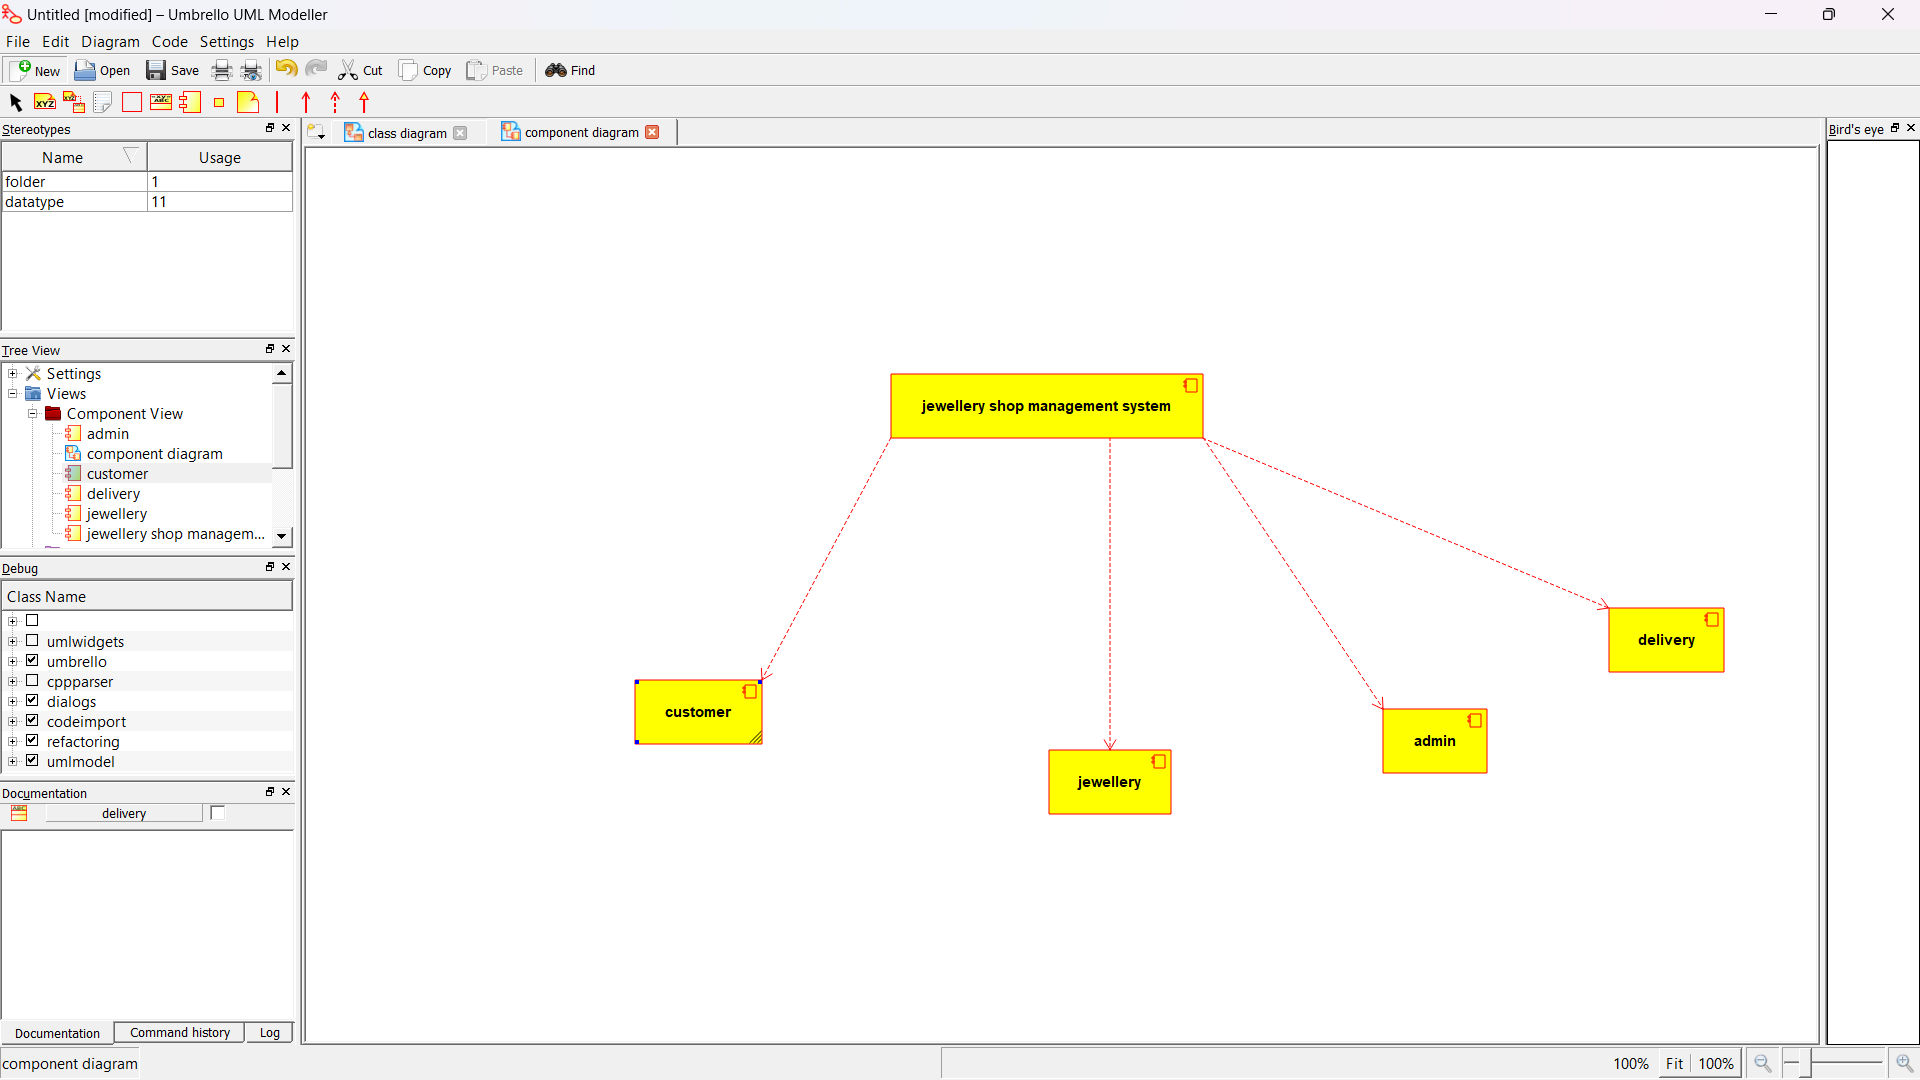 Untitled [modified] – Umbrello UML Modeller
File Edit Diagram Code Settings Help
New Open Save Cut Copy Paste Find
XYZ XYZ ABC
Stereotypes
class diagram component diagram
Bird's eye
Name Usage
folder 1
datatype 11
Tree View
Settings
Views
Component View
admin
component diagram
customer
delivery
jewellery
jewellery shop managem...
Debug
Class Name
umlwidgets
umbrello
cppparser
dialogs
codeimport
refactoring
umlmodel
Documentation
delivery
Documentation Command history Log
jewellery shop management system
customer
jewellery
admin
delivery
component diagram
100% Fit 100%